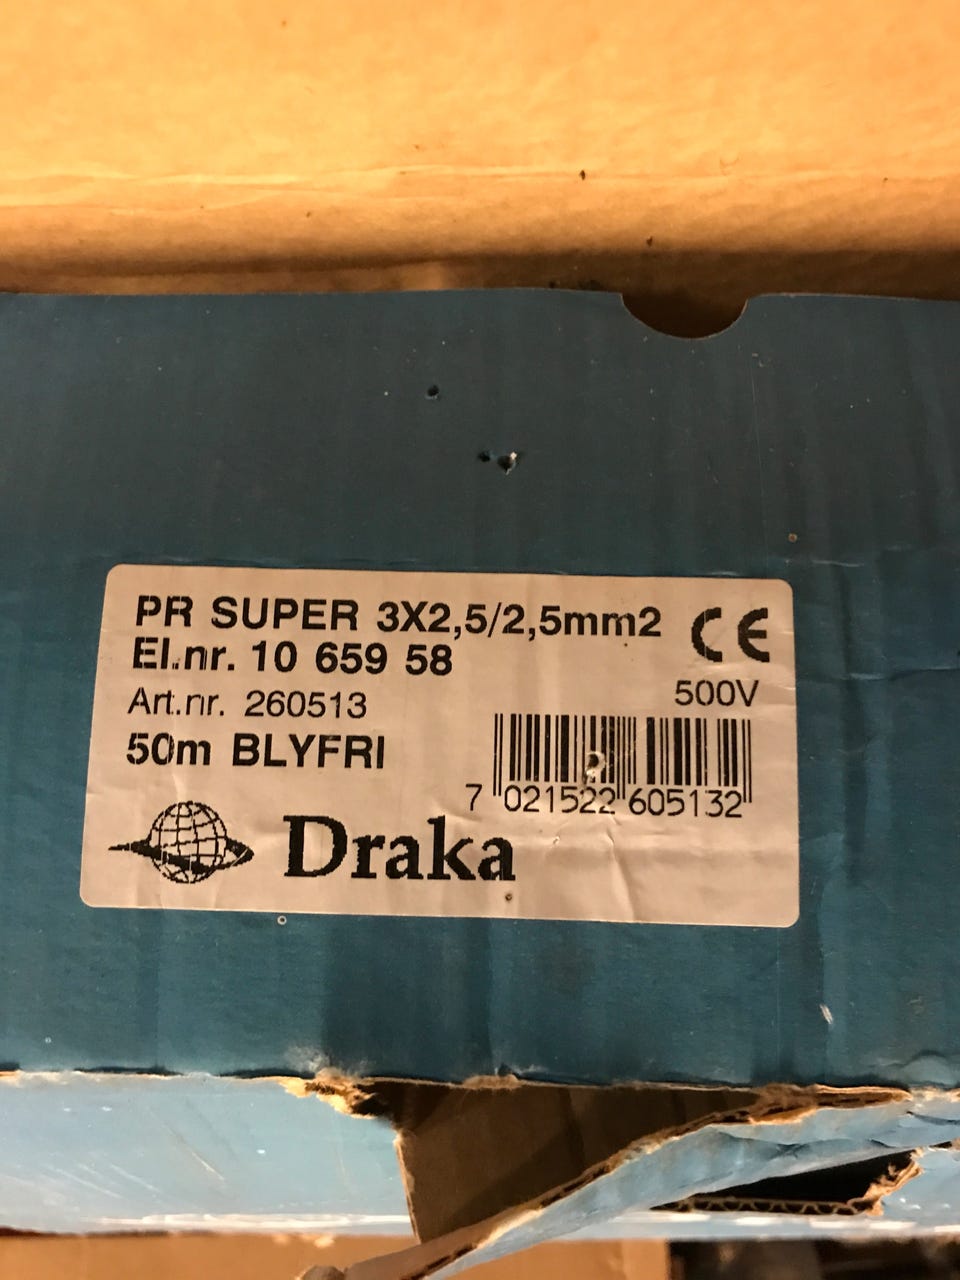 PR SUPER 3X2,5/2,5mm2
CE
El.nr. 10 659 58
Art.nr. 260513
500V
50m BLYFRI
7 021522 605132
Draka